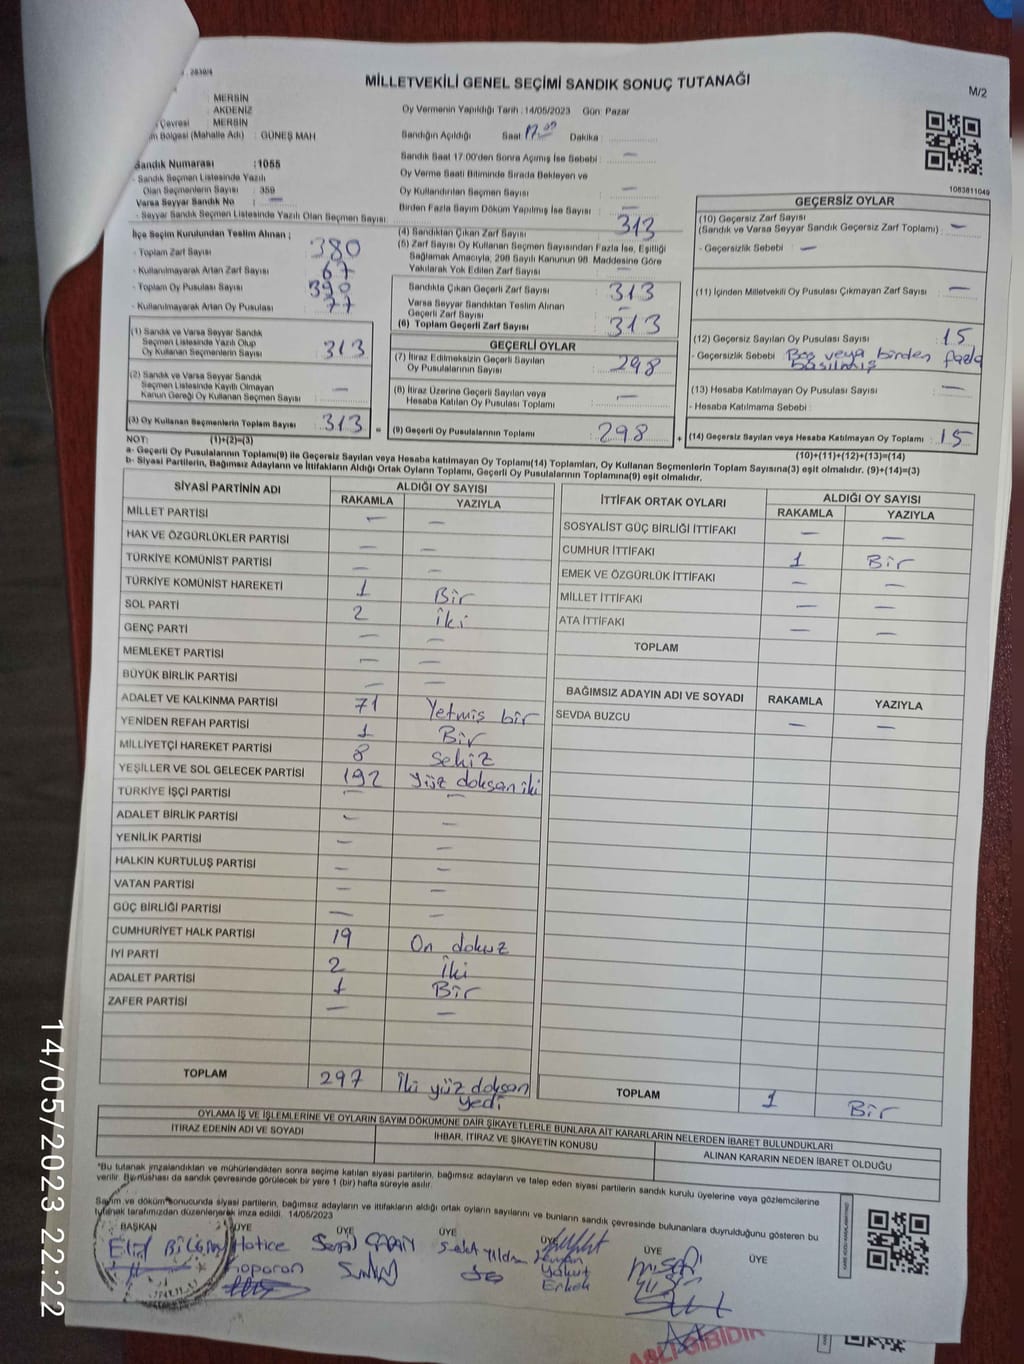 2839/4
MİLLETVEKİLİ GENEL SEÇİMİ SANDIK SONUÇ TUTANAĞI
M/2
MERSİN
AKDENİZ
Çevresi : MERSİN
Bölgesi (Mahalle Adı) : GÜNEŞ MAH
Sandık Numarası :1055
- Sandık Seçmen Listesinde Yazılı
Olan Seçmenlerin Sayısı : 359
Varsa Seyyar Sandık No : —
- Seyyar Sandık Seçmen Listesinde Yazılı Olan Seçmen Sayısı:
Oy Vermenin Yapıldığı Tarih : 14/05/2023 Gün: Pazar
Sandığın Açıldığı Saat 17.00 Dakika :
Sandık Saat 17:00'den Sonra Açılmış İse Sebebi : —
Oy Verme Saati Bitiminde Sırada Bekleyen ve
Oy Kullandırılan Seçmen Sayısı —
Birden Fazla Sayım Döküm Yapılmış İse Sayısı : —
1083811049
İlçe Seçim Kurulundan Teslim Alınan ;
- Toplam Zarf Sayısı : 380
- Kullanılmayarak Artan Zarf Sayısı : 67
- Toplam Oy Pusulası Sayısı : 390
- Kullanılmayarak Artan Oy Pusulası : 77
(1) Sandık ve Varsa Seyyar Sandık
Seçmen Listesinde Yazılı Olup
Oy Kullanan Seçmenlerin Sayısı : 313
(2) Sandık ve Varsa Seyyar Sandık
Seçmen Listesinde Kayıtlı Olmayan
Kanun Gereği Oy Kullanan Seçmen Sayısı : —
(3) Oy Kullanan Seçmenlerin Toplam Sayısı : 313 =
(4) Sandıktan Çıkan Zarf Sayısı : 313
(5) Zarf Sayısı Oy Kullanan Seçmen Sayısından Fazla İse, Eşitliği
Sağlamak Amacıyla, 298 Sayılı Kanunun 98 Maddesine Göre
Yakılarak Yok Edilen Zarf Sayısı : —
Sandıkta Çıkan Geçerli Zarf Sayısı : 313
Varsa Seyyar Sandıktan Teslim Alınan
Geçerli Zarf Sayısı : —
(6) Toplam Geçerli Zarf Sayısı : 313
GEÇERLİ OYLAR
(7) İtiraz Edilmeksizin Geçerli Sayılan
Oy Pusulalarının Sayısı : 298
(8) İtiraz Üzerine Geçerli Sayılan veya
Hesaba Katılan Oy Pusulası Toplamı : —
(9) Geçerli Oy Pusulalarının Toplamı : 298 +
GEÇERSİZ OYLAR
(10) Geçersiz Zarf Sayısı
(Sandık ve Varsa Seyyar Sandık Geçersiz Zarf Toplamı) : —
- Geçersizlik Sebebi : —
(11) İçinden Milletvekili Oy Pusulası Çıkmayan Zarf Sayısı : —
(12) Geçersiz Sayılan Oy Pusulası Sayısı : 15
- Geçersizlik Sebebi : Boş veya birden fazla
basılmış
(13) Hesaba Katılmayan Oy Pusulası Sayısı : —
- Hesaba Katılmama Sebebi :
(14) Geçersiz Sayılan veya Hesaba Katılmayan Oy Toplamı : 15
NOT: (1)+(2)=(3)
(10)+(11)+(12)+(13)=(14)
a- Geçerli Oy Pusulalarının Toplamı(9) ile Geçersiz Sayılan veya Hesaba Katılmayan Oy Toplamı(14) Toplamları, Oy Kullanan Seçmenlerin Toplam Sayısına(3) eşit olmalıdır. (9)+(14)=(3)
b- Siyasi Partilerin, Bağımsız Adayların ve İttifakların Aldığı Ortak Oyların Toplamı, Geçerli Oy Pusulalarının Toplamına(9) eşit olmalıdır.
SİYASİ PARTİNİN ADI ALDIĞI OY SAYISI
RAKAMLA YAZIYLA
MİLLET PARTİSİ — —
HAK VE ÖZGÜRLÜKLER PARTİSİ — —
TÜRKİYE KOMÜNİST PARTİSİ — —
TÜRKİYE KOMÜNİST HAREKETİ 1 Bir
SOL PARTİ 2 İki
GENÇ PARTİ — —
MEMLEKET PARTİSİ — —
BÜYÜK BİRLİK PARTİSİ — —
ADALET VE KALKINMA PARTİSİ 71 Yetmiş bir
YENİDEN REFAH PARTİSİ 1 Bir
MİLLİYETÇİ HAREKET PARTİSİ 8 Sekiz
YEŞİLLER VE SOL GELECEK PARTİSİ 192 Yüz doksan iki
TÜRKİYE İŞÇİ PARTİSİ — —
ADALET BİRLİK PARTİSİ — —
YENİLİK PARTİSİ — —
HALKIN KURTULUŞ PARTİSİ — —
VATAN PARTİSİ — —
GÜÇ BİRLİĞİ PARTİSİ — —
CUMHURİYET HALK PARTİSİ 19 On dokuz
İYİ PARTİ 2 İki
ADALET PARTİSİ 1 Bir
ZAFER PARTİSİ — —
TOPLAM 297 İki yüz doksan
yedi
İTTİFAK ORTAK OYLARI ALDIĞI OY SAYISI
RAKAMLA YAZIYLA
SOSYALİST GÜÇ BİRLİĞİ İTTİFAKI — —
CUMHUR İTTİFAKI 1 Bir
EMEK VE ÖZGÜRLÜK İTTİFAKI — —
MİLLET İTTİFAKI — —
ATA İTTİFAKI — —
TOPLAM
BAĞIMSIZ ADAYIN ADI VE SOYADI RAKAMLA YAZIYLA
SEVDA BUZCU — —
TOPLAM 1 Bir
OYLAMA İŞ VE İŞLEMLERİNE VE OYLARIN SAYIM DÖKÜMÜNE DAİR ŞİKAYETLERLE BUNLARA AİT KARARLARIN NELERDEN İBARET BULUNDUKLARI
İTİRAZ EDENİN ADI VE SOYADI İHBAR, İTİRAZ VE ŞİKAYETİN KONUSU ALINAN KARARIN NEDEN İBARET OLDUĞU
*Bu tutanak imzalandıktan ve mühürlendikten sonra seçime katılan siyasi partilerin, bağımsız adayların ve talep eden siyasi partilerin sandık kurulu üyelerine veya gözlemcilerine
verilir. Bir nüshası da sandık çevresinde görülecek bir yere 1 (bir) hafta süreyle asılır.
Sayım ve döküm sonucunda siyasi partilerin, bağımsız adayların ve ittifakların aldığı ortak oyların sayılarını ve bunların sandık çevresinde bulunanlara duyrulduğunu gösteren bu
tutanak tarafımızdan düzenlenerek imza edildi. 14/05/2023
BAŞKAN ÜYE ÜYE ÜYE ÜYE ÜYE ÜYE
Elif Hatice
Yakut
ASLI GİBİDİR
14/05/2023 22:22